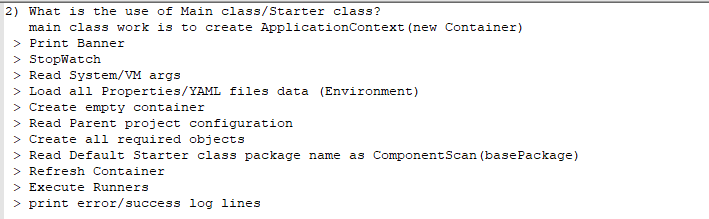 2) What is the use of Main class/Starter class?
main class work is to create ApplicationContext(new Container)
> Print Banner
> StopWatch
> Read System/VM args
> Load all Properties/YAML files data (Environment)
> Create empty container
> Read Parent project configuration
> Create all required objects
> Read Default Starter class package name as ComponentScan(basePackage)
> Refresh Container
> Execute Runners
> print error/success log lines